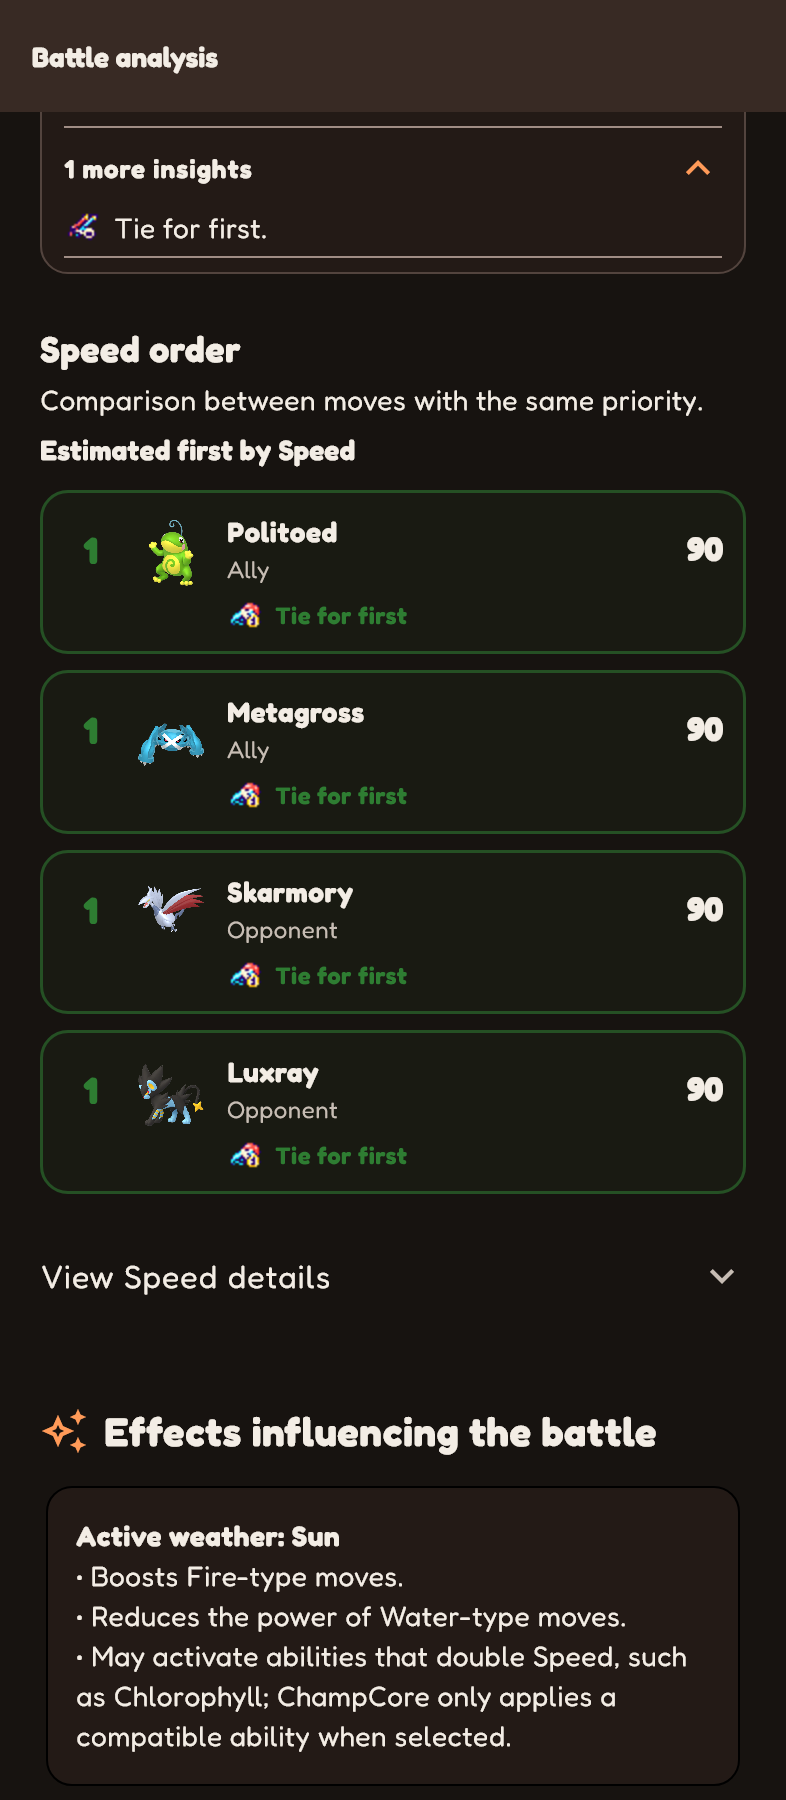 Battle analysis
1 more insights
Tie for first.
Speed order
Comparison between moves with the same priority.
Estimated first by Speed
1
Politoed
90
Ally
Tie for first
1
Metagross
90
Ally
Tie for first
1
Skarmory
90
Opponent
Tie for first
1
Luxray
90
Opponent
Tie for first
View Speed details
Effects influencing the battle
Active weather: Sun
• Boosts Fire-type moves.
• Reduces the power of Water-type moves.
• May activate abilities that double Speed, such
as Chlorophyll; ChampCore only applies a
compatible ability when selected.